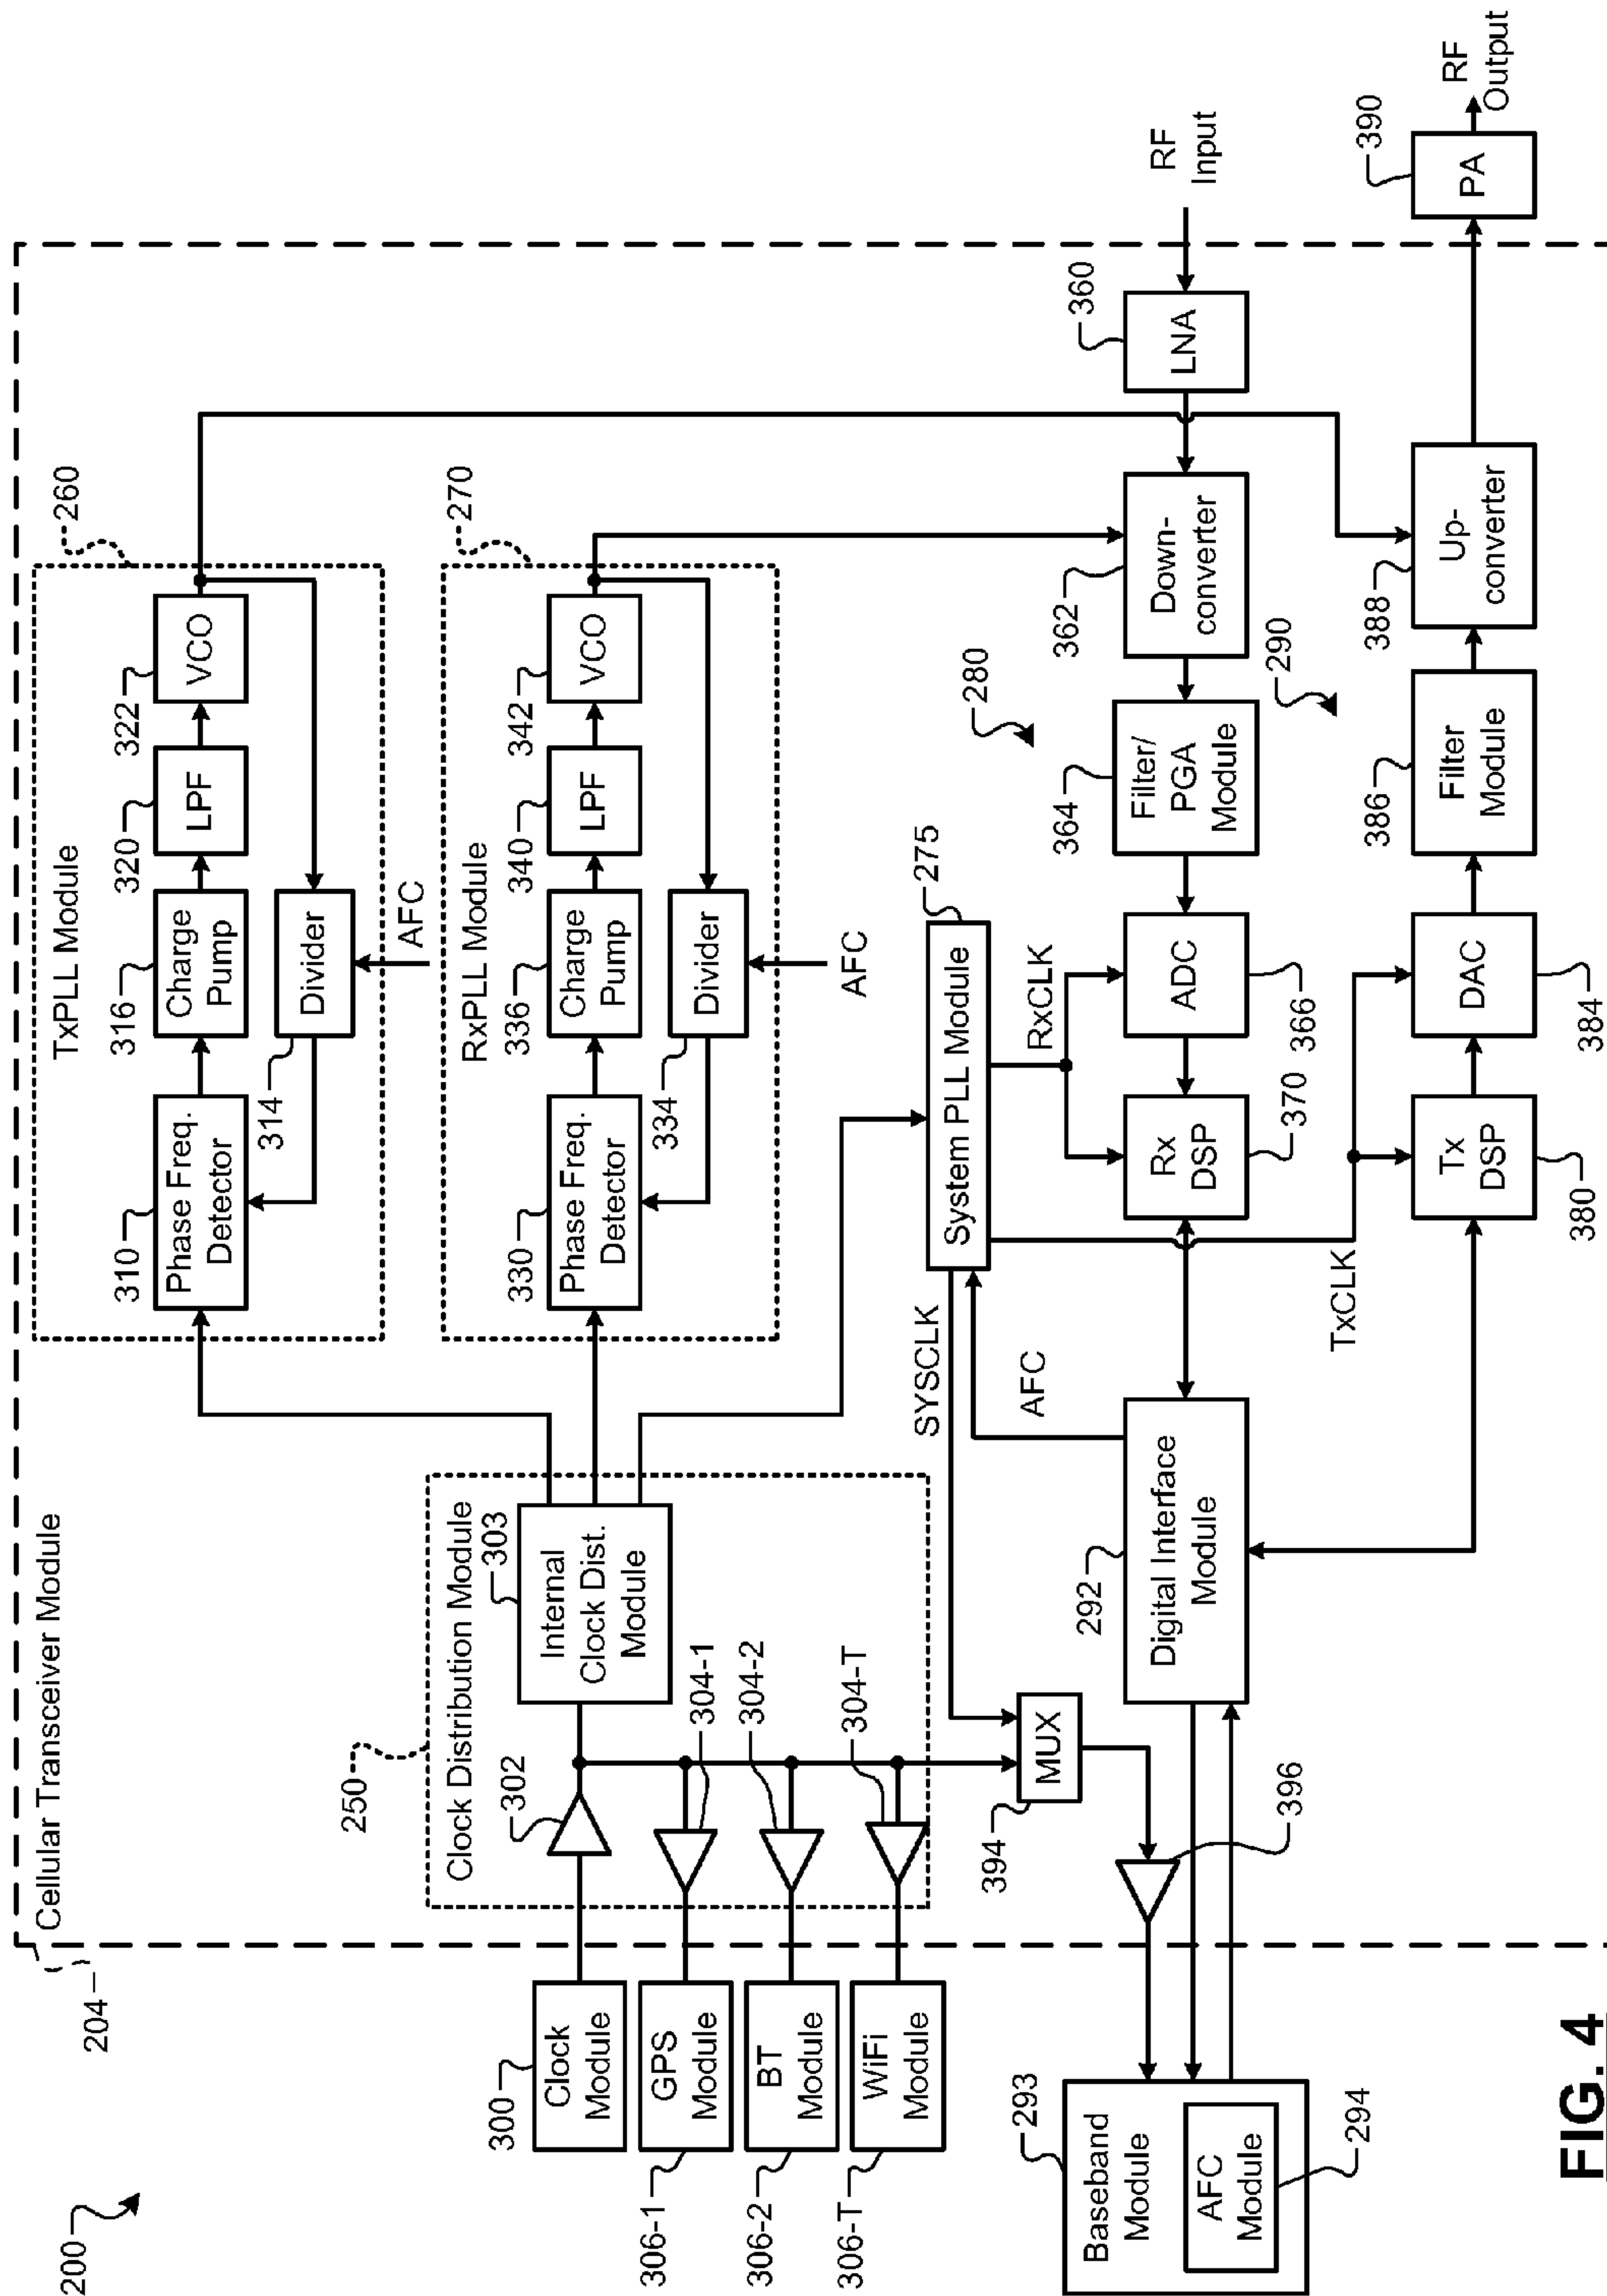 200
204
Cellular Transceiver Module
TxPLL Module
260
310
Phase Freq.
Detector
316
Charge
Pump
320
LPF
322
VCO
314
Divider
AFC
RxPLL Module
270
330
Phase Freq.
Detector
336
Charge
Pump
340
LPF
342
VCO
334
Divider
AFC
250
Clock Distribution Module
303
Internal
Clock Dist.
Module
302
304-1
304-2
304-T
300
Clock
Module
306-1
GPS
Module
306-2
BT
Module
306-T
WiFi
Module
275
System PLL Module
SYSCLK
AFC
RxCLK
TxCLK
394
MUX
396
293
Baseband
Module
AFC
Module
294
292
Digital Interface
Module
280
Rx
DSP
370
ADC
366
364
Filter/
PGA
Module
362
Down-
converter
360
LNA
RF
Input
290
Tx
DSP
380
DAC
384
386
Filter
Module
388
Up-
converter
390
PA
RF
Output
FIG. 4